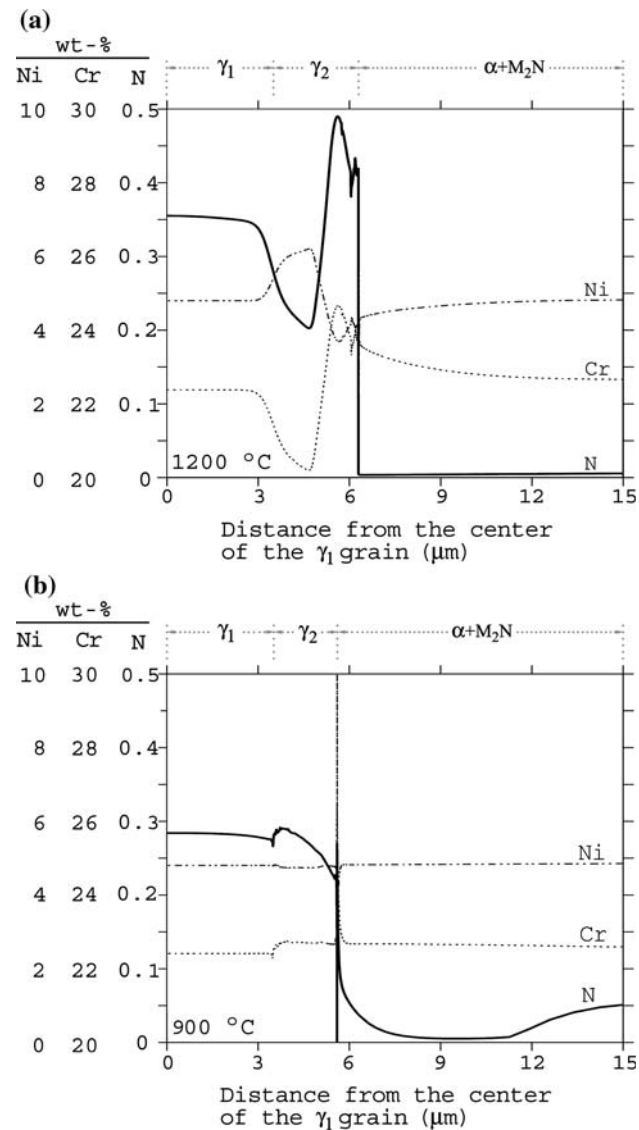 (a)
wt-%
Ni Cr N
γ₁ γ₂ α+M₂N
10 30 0.5
8 28 0.4
6 26 0.3
4 24 0.2
2 22 0.1
0 20 0
Ni
Cr
N
1200 °C
0 3 6 9 12 15
Distance from the center
of the γ₁ grain (μm)
(b)
wt-%
Ni Cr N
γ₁ γ₂ α+M₂N
10 30 0.5
8 28 0.4
6 26 0.3
4 24 0.2
2 22 0.1
0 20 0
Ni
Cr
N
900 °C
0 3 6 9 12 15
Distance from the center
of the γ₁ grain (μm)